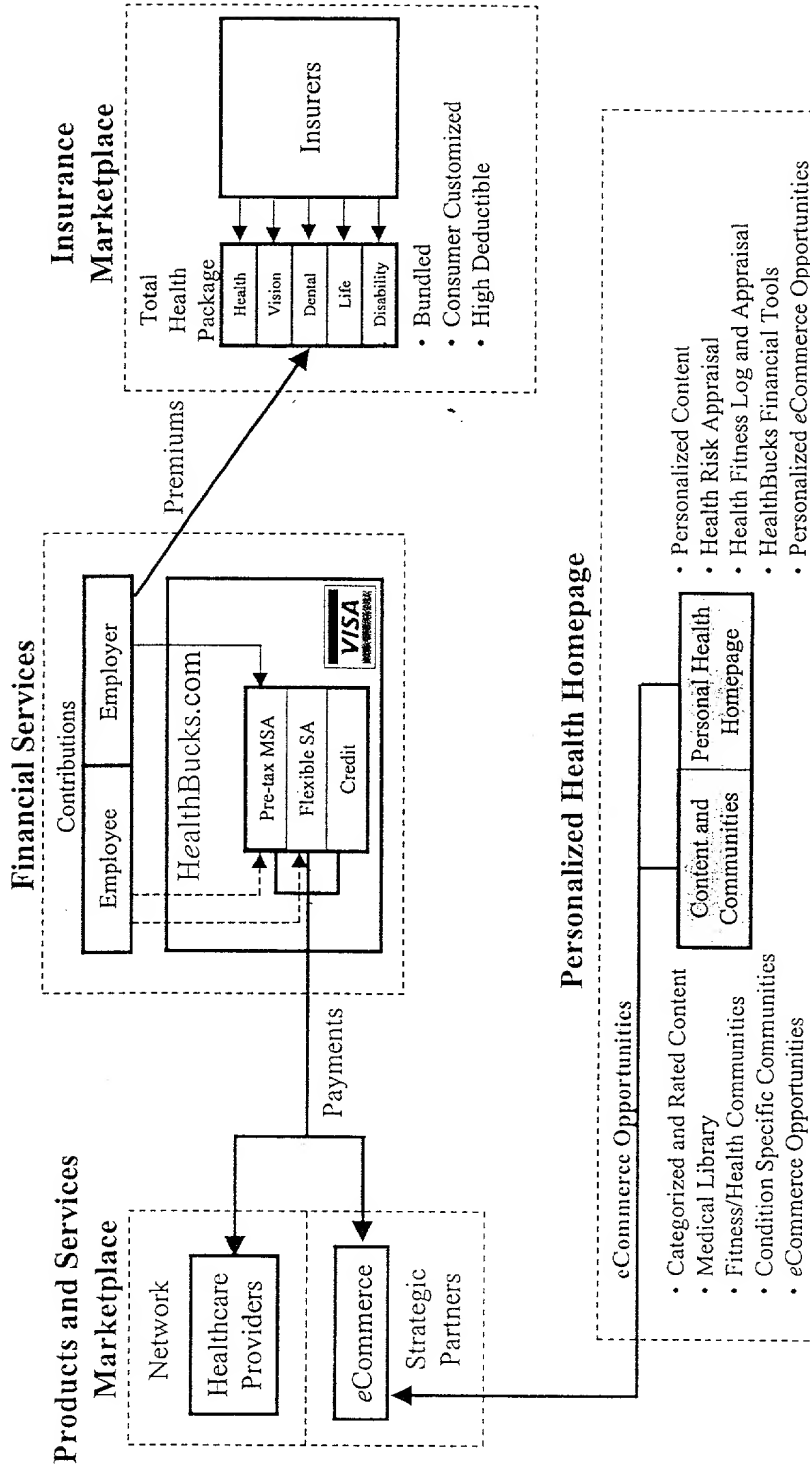 Products and Services
Marketplace
Network
Healthcare
Providers
eCommerce
Strategic
Partners
Payments
Financial Services
Contributions
Employee
Employer
HealthBucks.com
Pre-tax MSA
Flexible SA
Credit
VISA
Premiums
Insurance
Marketplace
Total
Health
Package
Health
Vision
Dental
Life
Disability
Insurers
• Bundled
• Consumer Customized
• High Deductible
Personalized Health Homepage
eCommerce Opportunities
• Categorized and Rated Content
• Medical Library
• Fitness/Health Communities
• Condition Specific Communities
• eCommerce Opportunities
Content and
Communities
Personal Health
Homepage
• Personalized Content
• Health Risk Appraisal
• Health Fitness Log and Appraisal
• HealthBucks Financial Tools
• Personalized eCommerce Opportunities